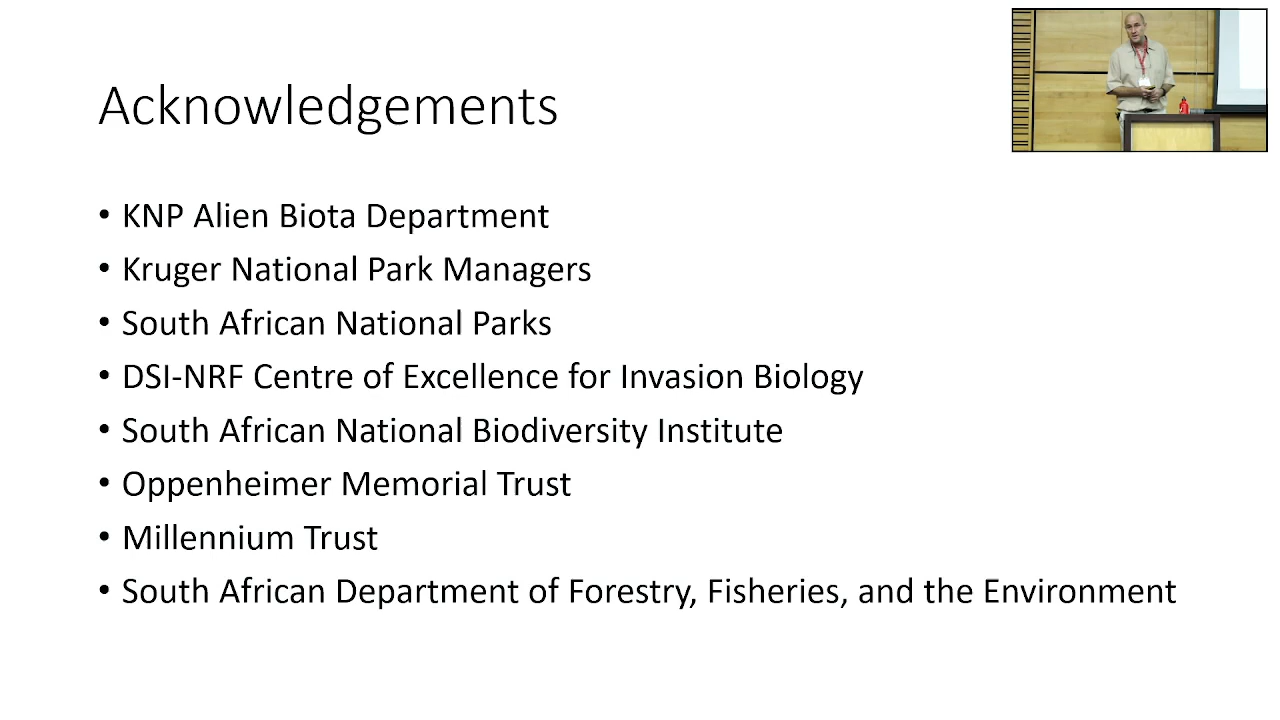 Acknowledgements
• KNP Alien Biota Department
• Kruger National Park Managers
• South African National Parks
• DSI-NRF Centre of Excellence for Invasion Biology
• South African National Biodiversity Institute
• Oppenheimer Memorial Trust
• Millennium Trust
• South African Department of Forestry, Fisheries, and the Environment